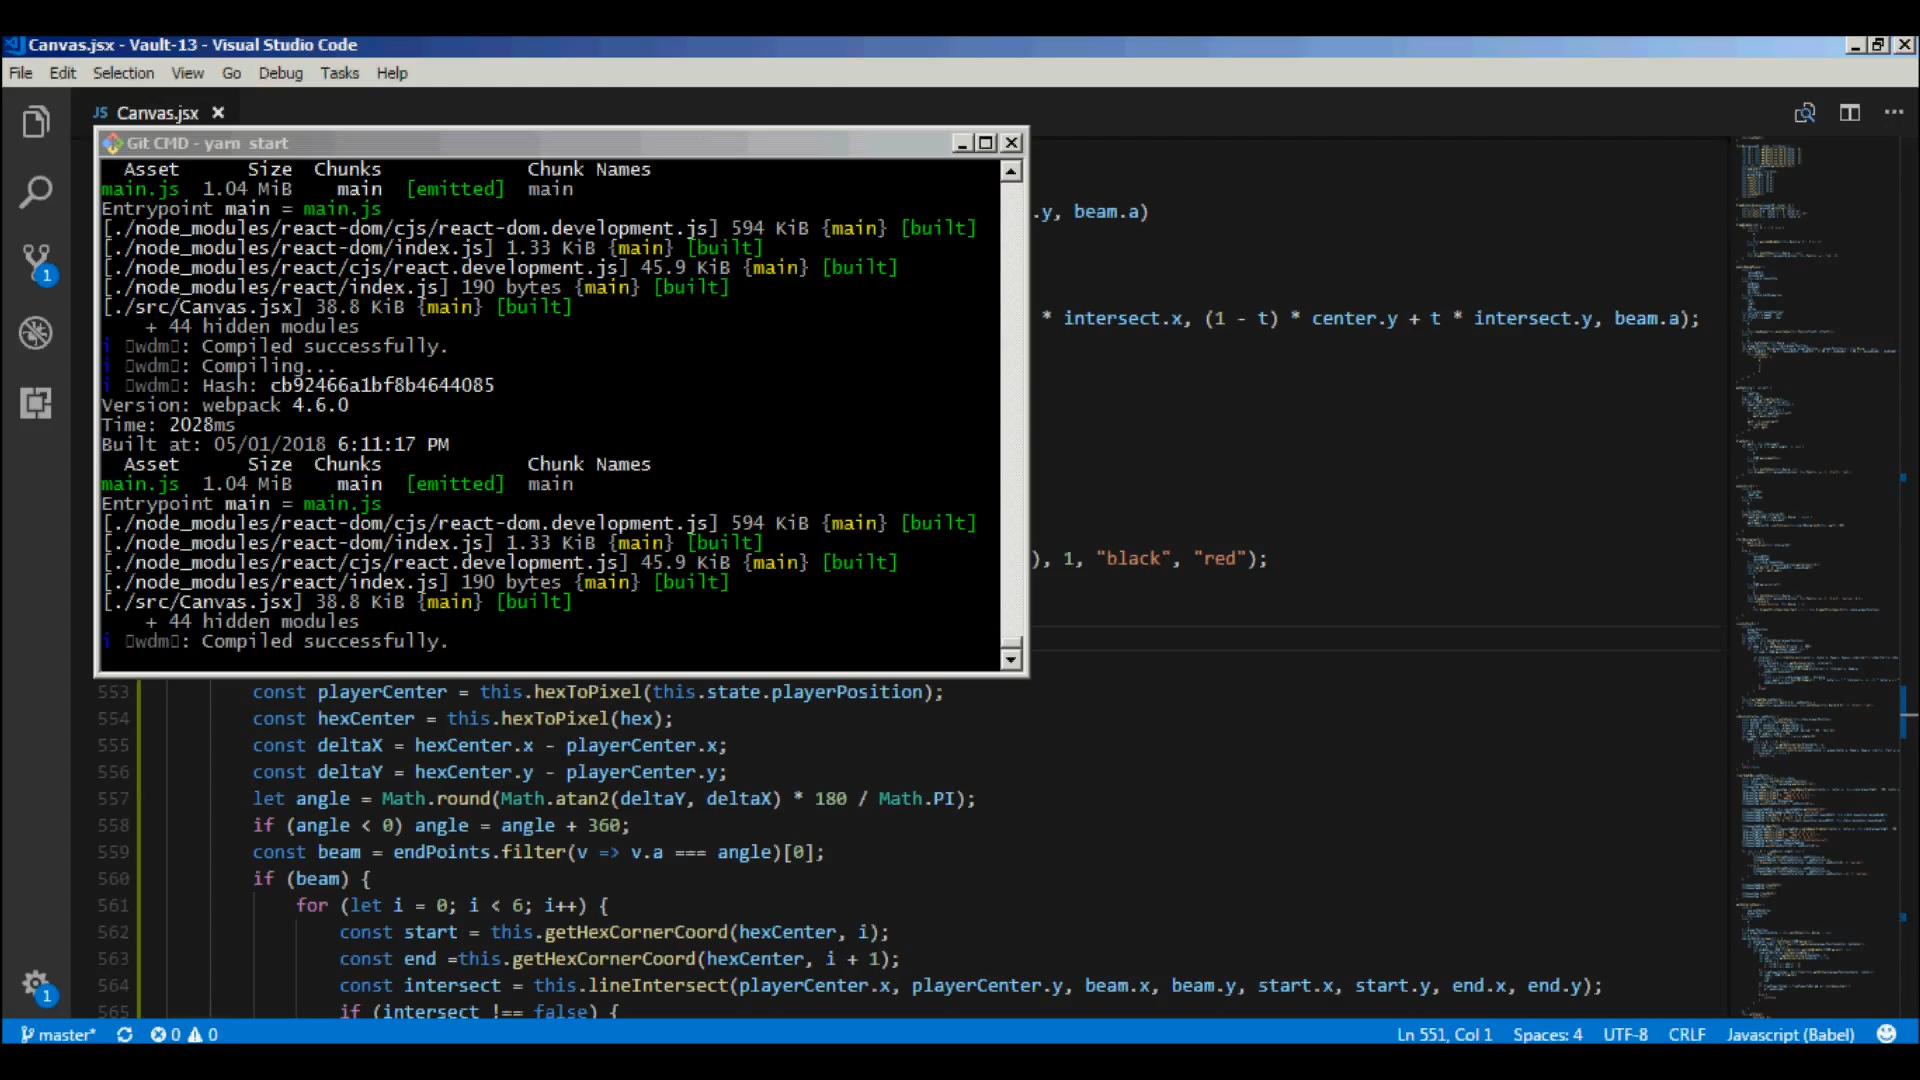 Canvas.jsx - Vault-13 - Visual Studio Code
File Edit Selection View Go Debug Tasks Help
JS Canvas.jsx
Git CMD - yarn start
Asset Size Chunks Chunk Names
main.js 1.04 MiB main [emitted] main
Entrypoint main = main.js
[./node_modules/react-dom/cjs/react-dom.development.js] 594 KiB {main} [built]
[./node_modules/react-dom/index.js] 1.33 KiB {main} [built]
[./node_modules/react/cjs/react.development.js] 45.9 KiB {main} [built]
[./node_modules/react/index.js] 190 bytes {main} [built]
[./src/Canvas.jsx] 38.8 KiB {main} [built]
+ 44 hidden modules
i 「wdm」: Compiled successfully.
i 「wdm」: Compiling...
i 「wdm」: Hash: cb92466a1bf8b4644085
Version: webpack 4.6.0
Time: 2028ms
Built at: 05/01/2018 6:11:17 PM
Asset Size Chunks Chunk Names
main.js 1.04 MiB main [emitted] main
Entrypoint main = main.js
[./node_modules/react-dom/cjs/react-dom.development.js] 594 KiB {main} [built]
[./node_modules/react-dom/index.js] 1.33 KiB {main} [built]
[./node_modules/react/cjs/react.development.js] 45.9 KiB {main} [built]
[./node_modules/react/index.js] 190 bytes {main} [built]
[./src/Canvas.jsx] 38.8 KiB {main} [built]
+ 44 hidden modules
i 「wdm」: Compiled successfully.
.y, beam.a)
* intersect.x, (1 - t) * center.y + t * intersect.y, beam.a);
), 1, "black", "red");
553 const playerCenter = this.hexToPixel(this.state.playerPosition);
554 const hexCenter = this.hexToPixel(hex);
555 const deltaX = hexCenter.x - playerCenter.x;
556 const deltaY = hexCenter.y - playerCenter.y;
557 let angle = Math.round(Math.atan2(deltaY, deltaX) * 180 / Math.PI);
558 if (angle < 0) angle = angle + 360;
559 const beam = endPoints.filter(v => v.a === angle)[0];
560 if (beam) {
561 for (let i = 0; i < 6; i++) {
562 const start = this.getHexCornerCoord(hexCenter, i);
563 const end =this.getHexCornerCoord(hexCenter, i + 1);
564 const intersect = this.lineIntersect(playerCenter.x, playerCenter.y, beam.x, beam.y, start.x, start.y, end.x, end.y);
565 if (intersect !== false) {
1
1
master* 0 0 Ln 551, Col 1 Spaces: 4 UTF-8 CRLF Javascript (Babel)